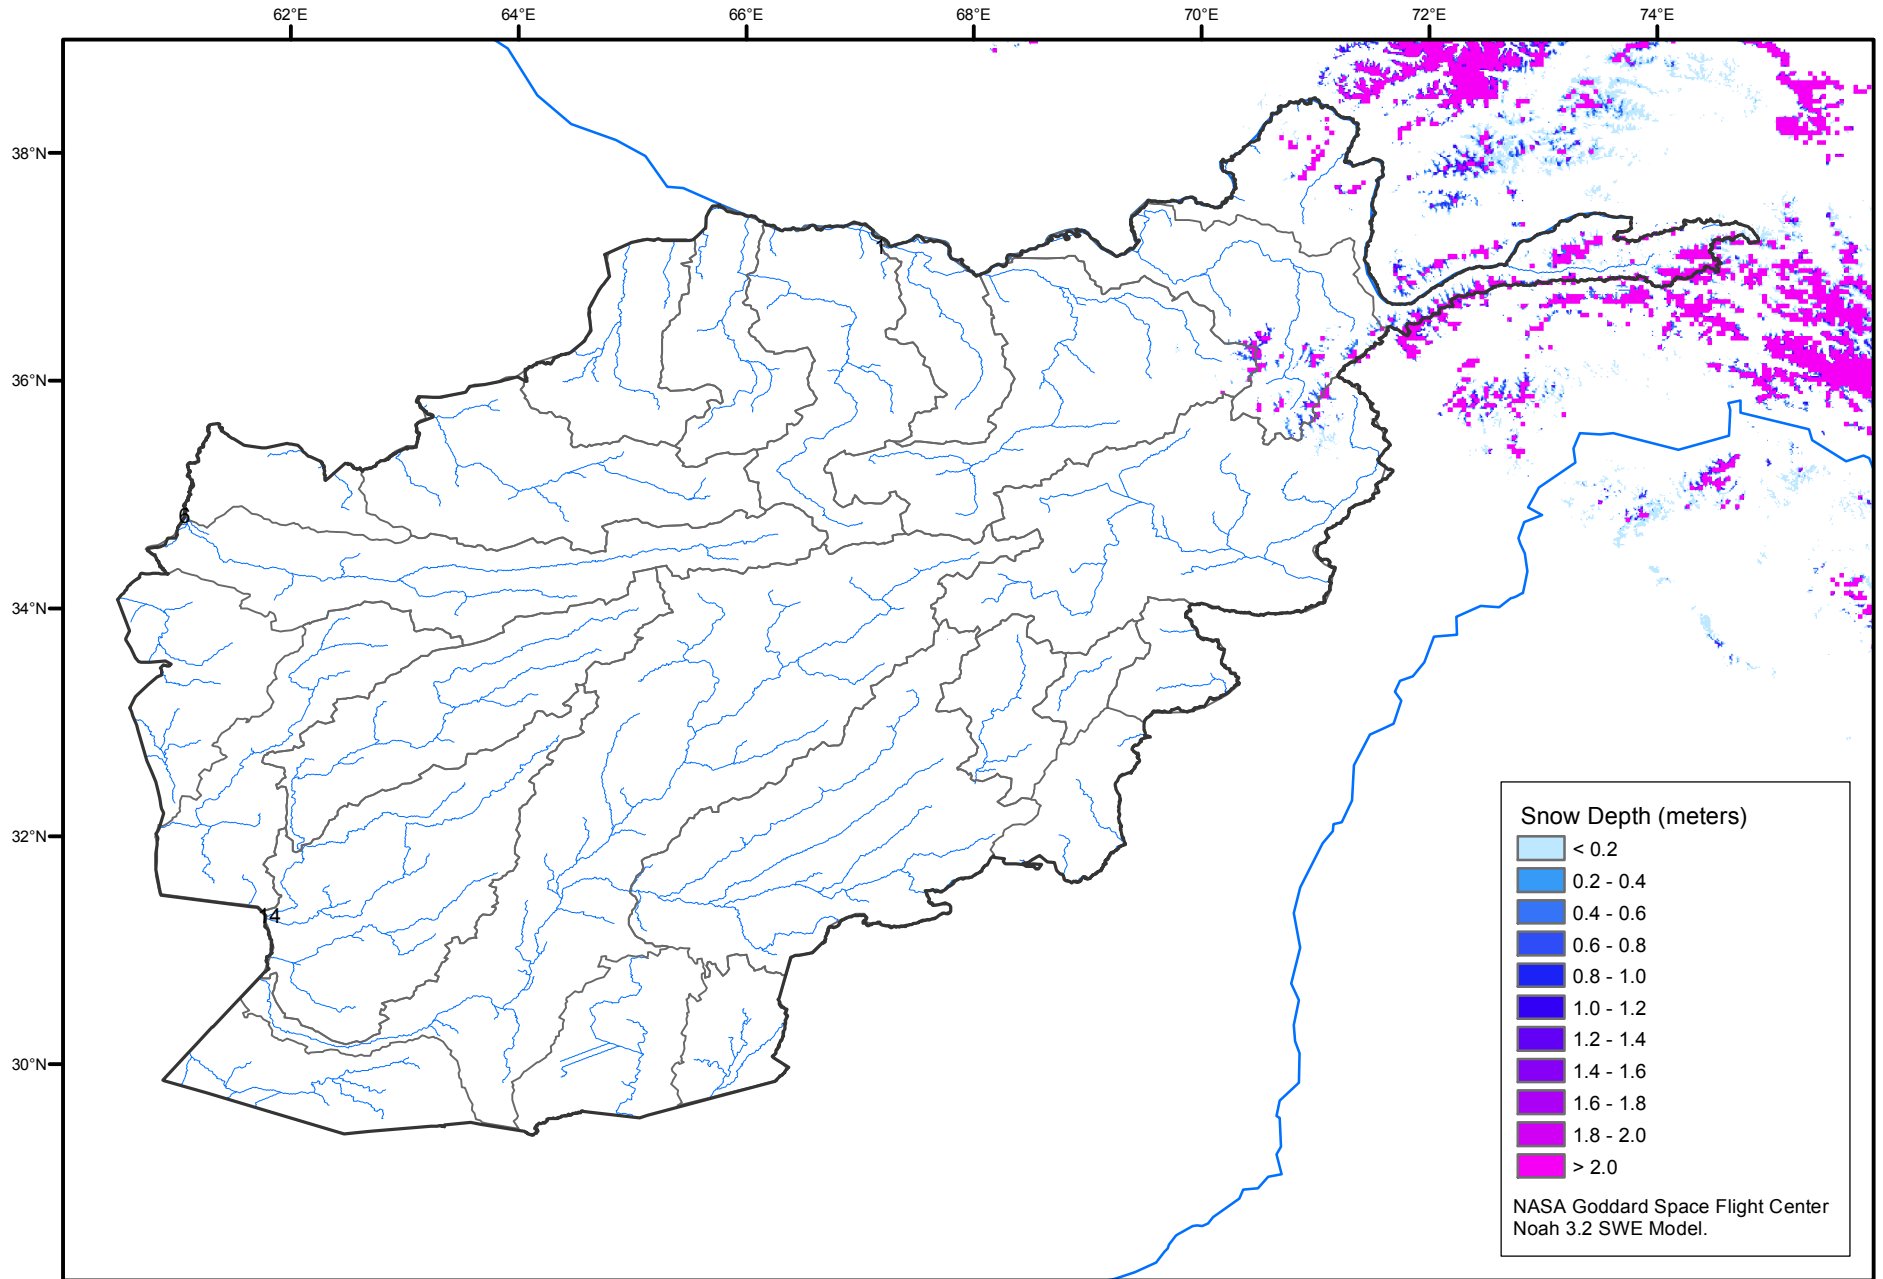 62°E 64°E 66°E 68°E 70°E 72°E 74°E
38°N
1
36°N
6
34°N
32°N
14
30°N
Snow Depth (meters)
< 0.2
0.2 - 0.4
0.4 - 0.6
0.6 - 0.8
0.8 - 1.0
1.0 - 1.2
1.2 - 1.4
1.4 - 1.6
1.6 - 1.8
1.8 - 2.0
> 2.0
NASA Goddard Space Flight Center
Noah 3.2 SWE Model.